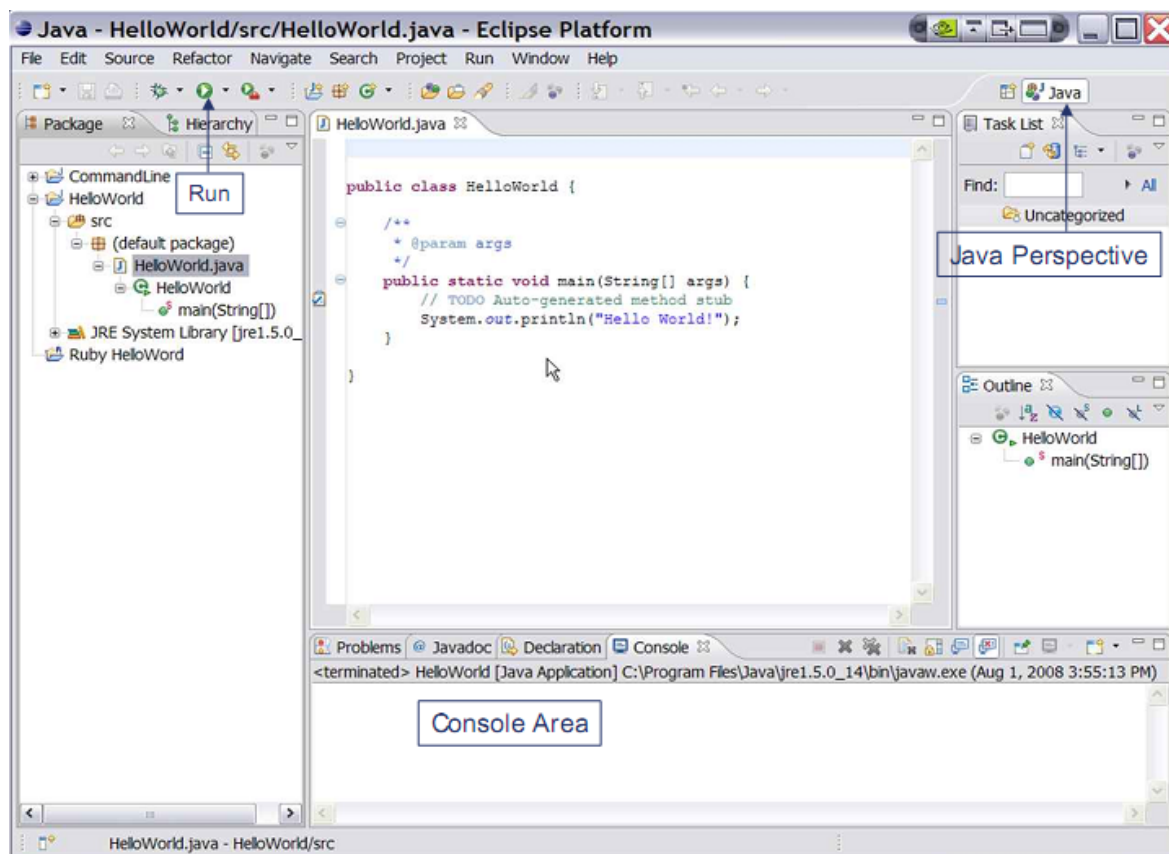 Java - HelloWorld/src/HelloWorld.java - Eclipse Platform
File Edit Source Refactor Navigate Search Project Run Window Help
Java
Package Hierarchy
CommandLine
HelloWorld
src
(default package)
HelloWorld.java
HelloWorld
main(String[])
JRE System Library [jre1.5.0_
Ruby HelloWord
Run
HelloWorld.java
public class HelloWorld {
/**
* @param args
*/
public static void main(String[] args) {
// TODO Auto-generated method stub
System.out.println("Hello World!");
}
}
Task List
Find: All
Uncategorized
Java Perspective
Outline
HelloWorld
main(String[])
Problems Javadoc Declaration Console
<terminated> HelloWorld [Java Application] C:\Program Files\Java\jre1.5.0_14\bin\javaw.exe (Aug 1, 2008 3:55:13 PM)
Console Area
HelloWorld.java - HelloWorld/src